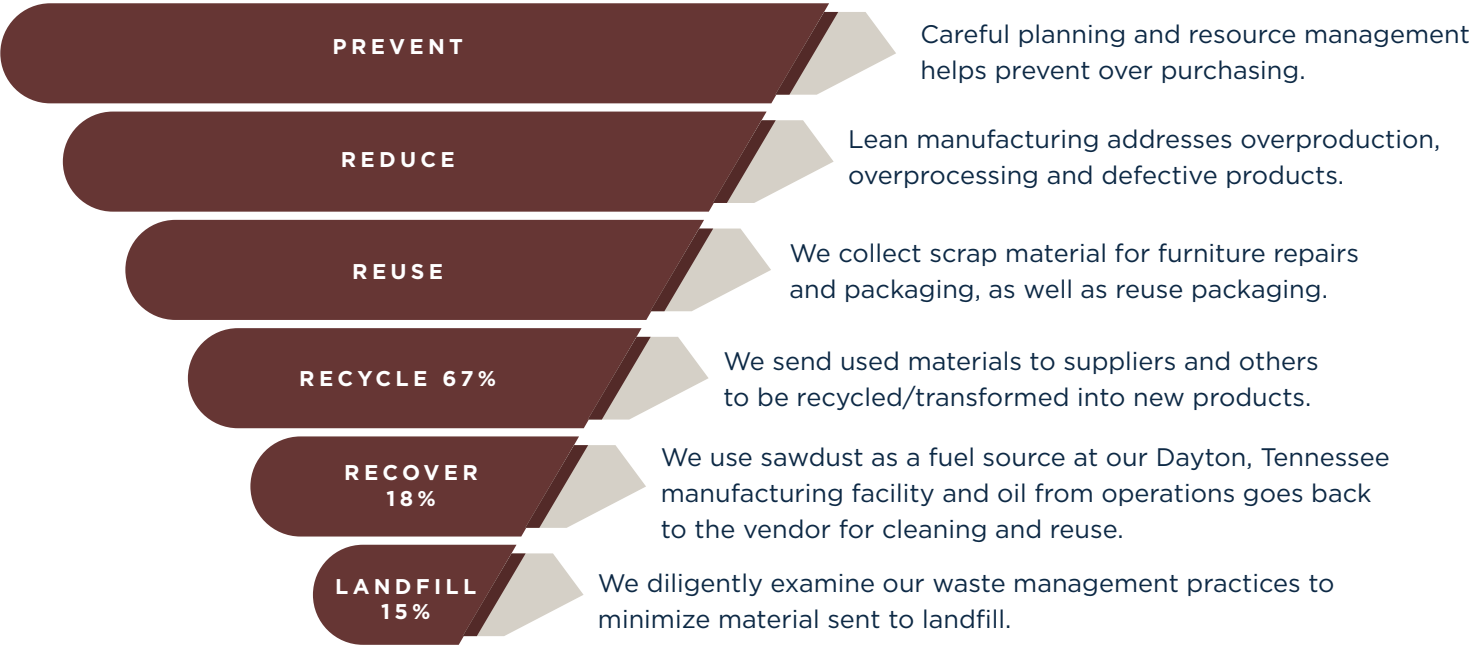 PREVENT
Careful planning and resource management
helps prevent over purchasing.
REDUCE
Lean manufacturing addresses overproduction,
overprocessing and defective products.
REUSE
We collect scrap material for furniture repairs
and packaging, as well as reuse packaging.
RECYCLE 67%
We send used materials to suppliers and others
to be recycled/transformed into new products.
RECOVER
18%
We use sawdust as a fuel source at our Dayton, Tennessee
manufacturing facility and oil from operations goes back
to the vendor for cleaning and reuse.
LANDFILL
15%
We diligently examine our waste management practices to
minimize material sent to landfill.